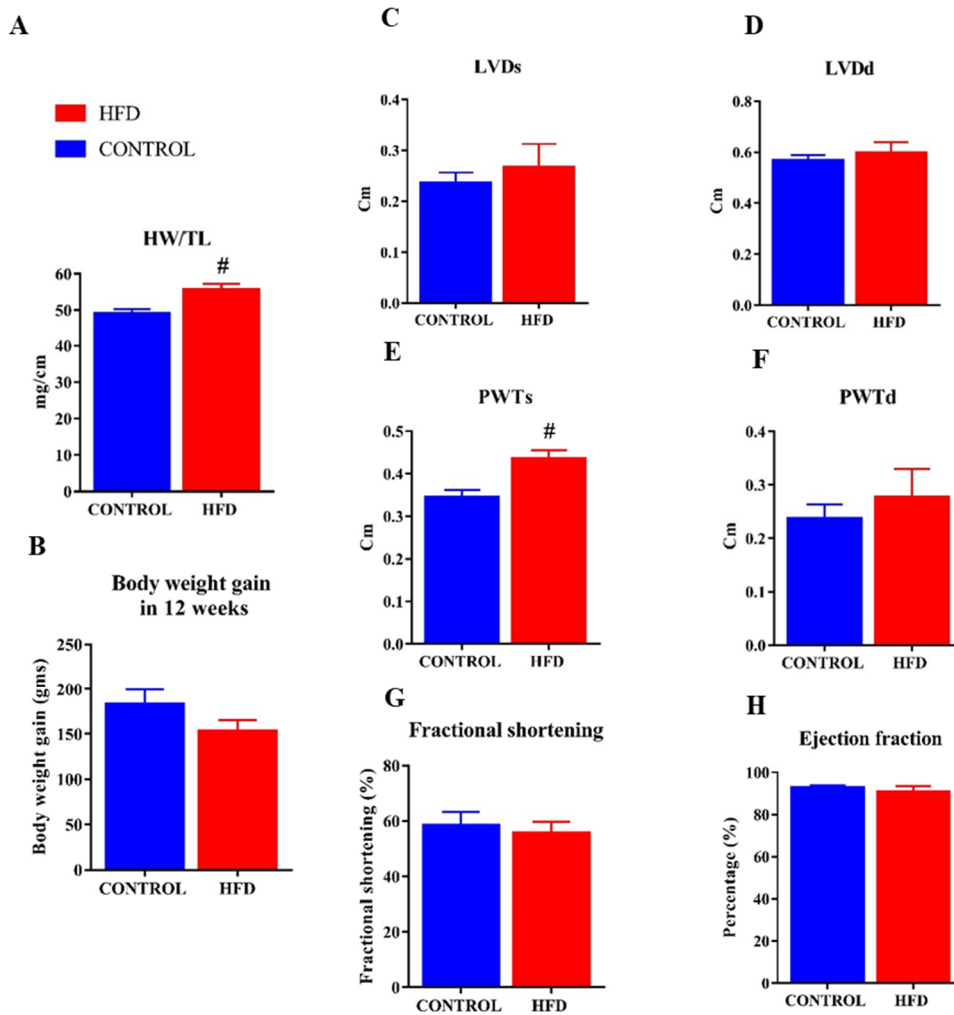 A
HFD
CONTROL
HW/TL
#
mg/cm
60
50
40
30
20
10
0
CONTROL
HFD
B
Body weight gain
in 12 weeks
Body weight gain (gms)
250
200
150
100
50
0
CONTROL
HFD
C
LVDs
Cm
0.4
0.3
0.2
0.1
0.0
CONTROL
HFD
D
LVDd
Cm
0.8
0.6
0.4
0.2
0.0
CONTROL
HFD
E
PWTs
#
Cm
0.5
0.4
0.3
0.2
0.1
0.0
CONTROL
HFD
F
PWTd
Cm
0.4
0.3
0.2
0.1
0.0
CONTROL
HFD
G
Fractional shortening
Fractional shortening (%)
80
60
40
20
0
CONTROL
HFD
H
Ejection fraction
Percentage (%)
100
80
60
40
20
0
CONTROL
HFD